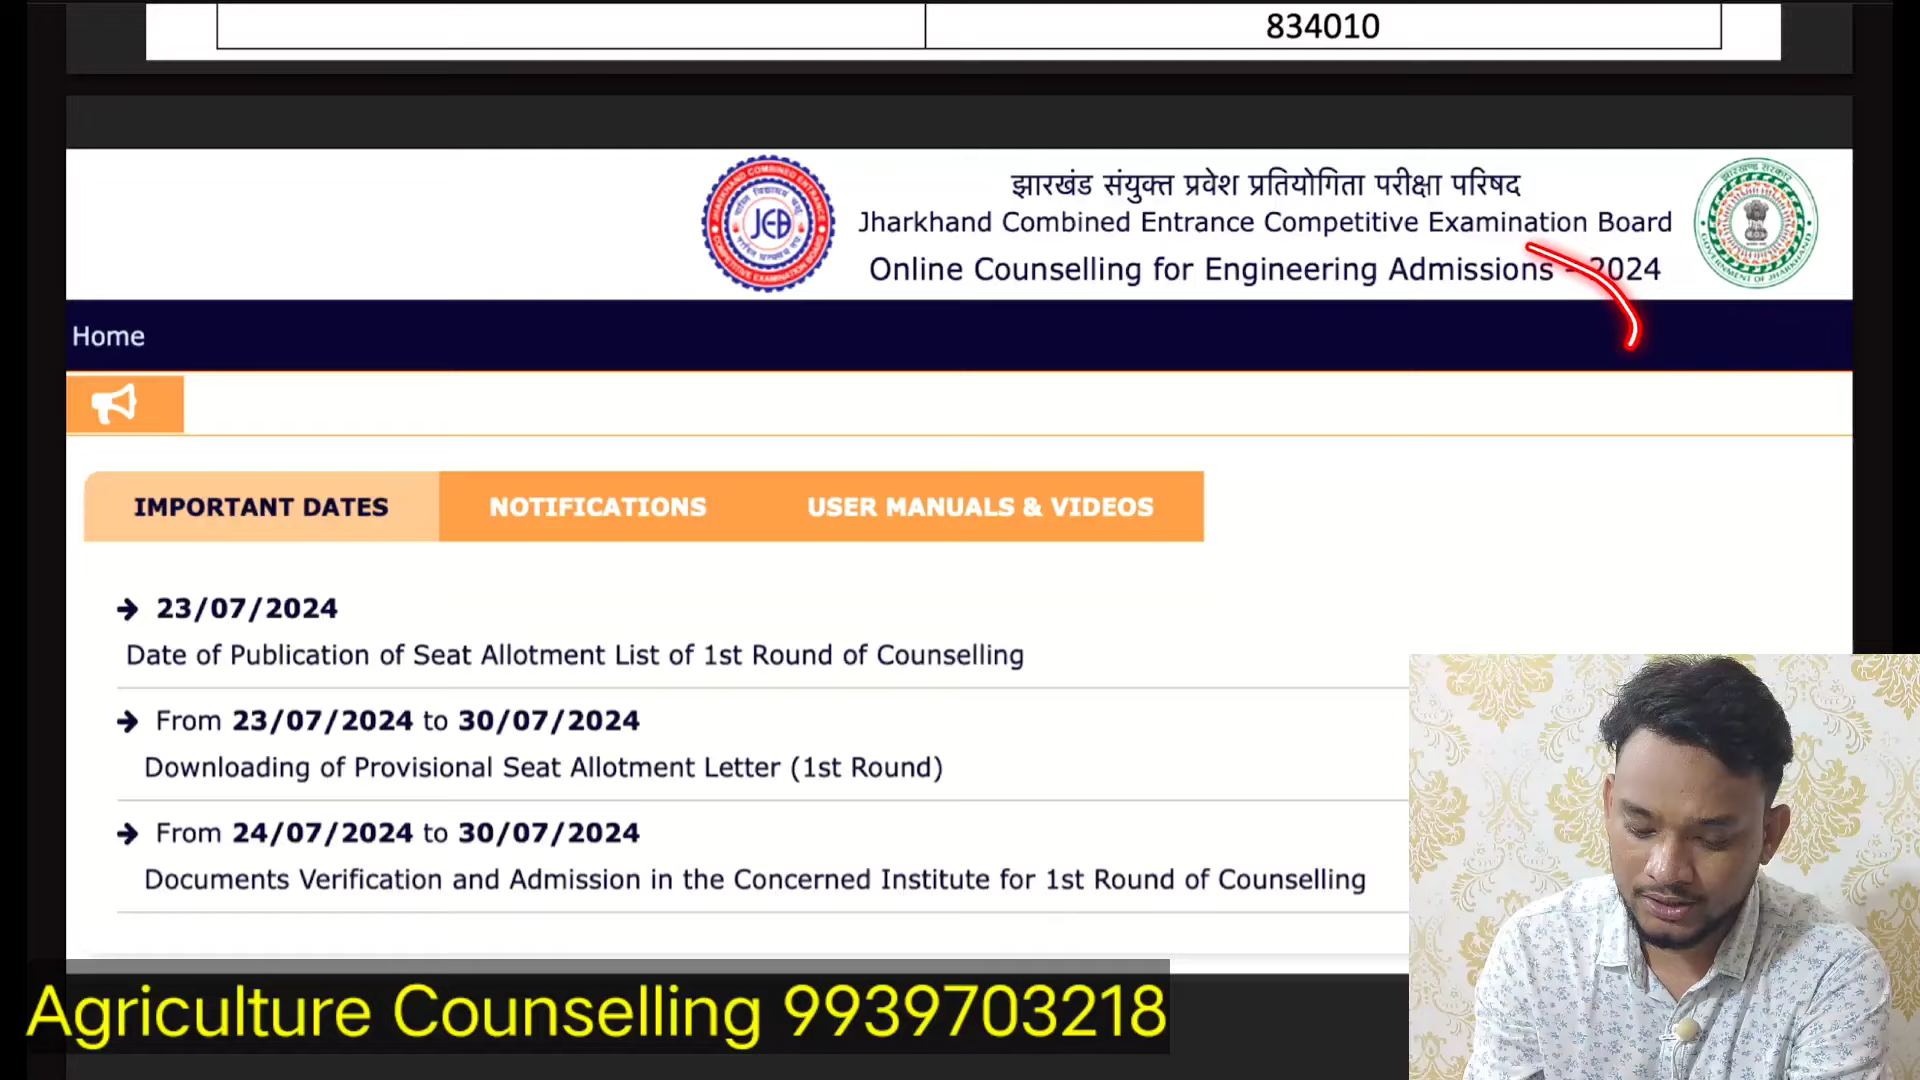 834010
झारखंड संयुक्त प्रवेश प्रतियोगिता परीक्षा परिषद
Jharkhand Combined Entrance Competitive Examination Board
Online Counselling for Engineering Admissions - 2024
JEB
Home
IMPORTANT DATES
NOTIFICATIONS
USER MANUALS & VIDEOS
→ 23/07/2024
Date of Publication of Seat Allotment List of 1st Round of Counselling
→ From 23/07/2024 to 30/07/2024
Downloading of Provisional Seat Allotment Letter (1st Round)
→ From 24/07/2024 to 30/07/2024
Documents Verification and Admission in the Concerned Institute for 1st Round of Counselling
Agriculture Counselling 9939703218